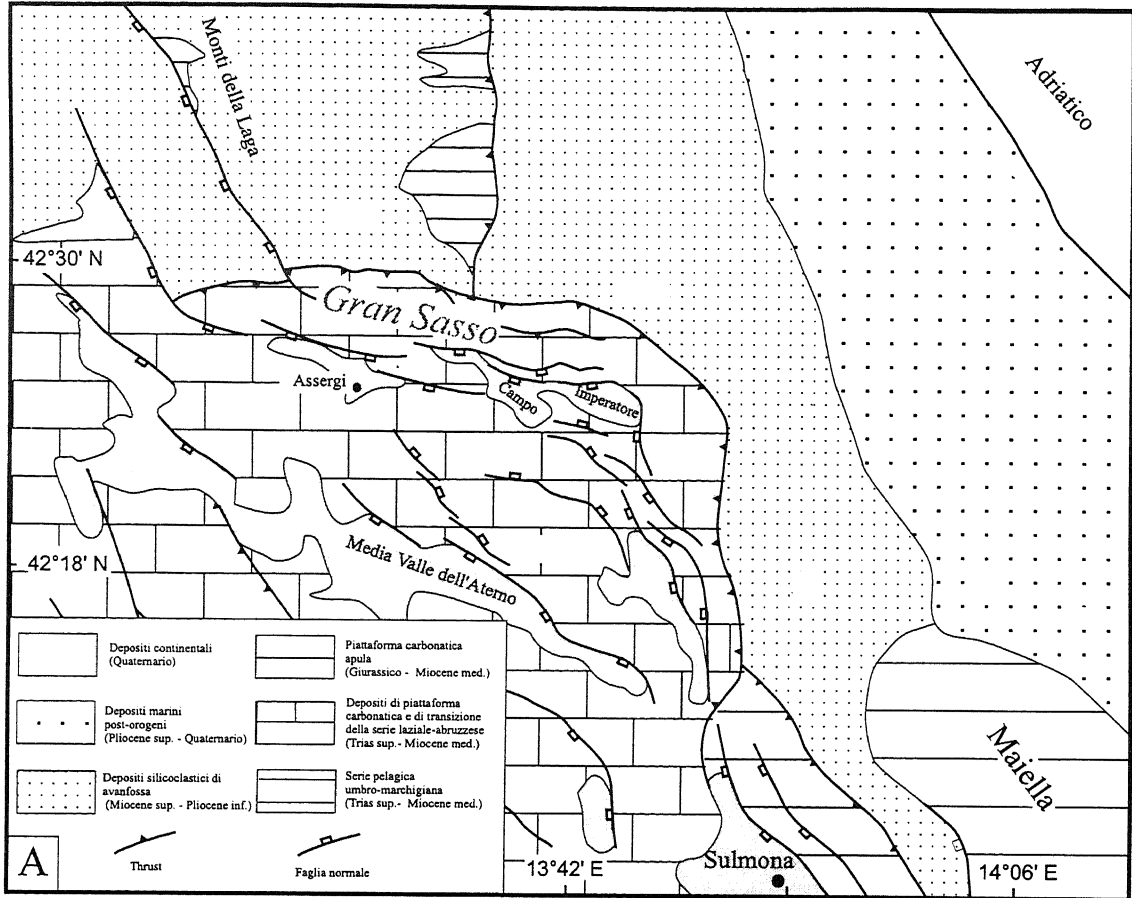 Monti della Laga
Adriatico
42°30' N
Gran Sasso
Assergi
Campo
Imperatore
42°18' N
Media Valle dell'Aterno
Depositi continentali
(Quaternario)
Piattaforma carbonatica
apula
(Giurassico - Miocene med.)
Depositi marini
post-orogeni
(Pliocene sup. - Quaternario)
Depositi di piattaforma
carbonatica e di transizione
della serie laziale-abruzzese
(Trias sup.- Miocene med.)
Depositi silicoclastici di
avanfossa
(Miocene sup. - Pliocene inf.)
Serie pelagica
umbro-marchigiana
(Trias sup.- Miocene med.)
A
Thrust
Faglia normale
Maiella
Sulmona
13°42' E
14°06' E